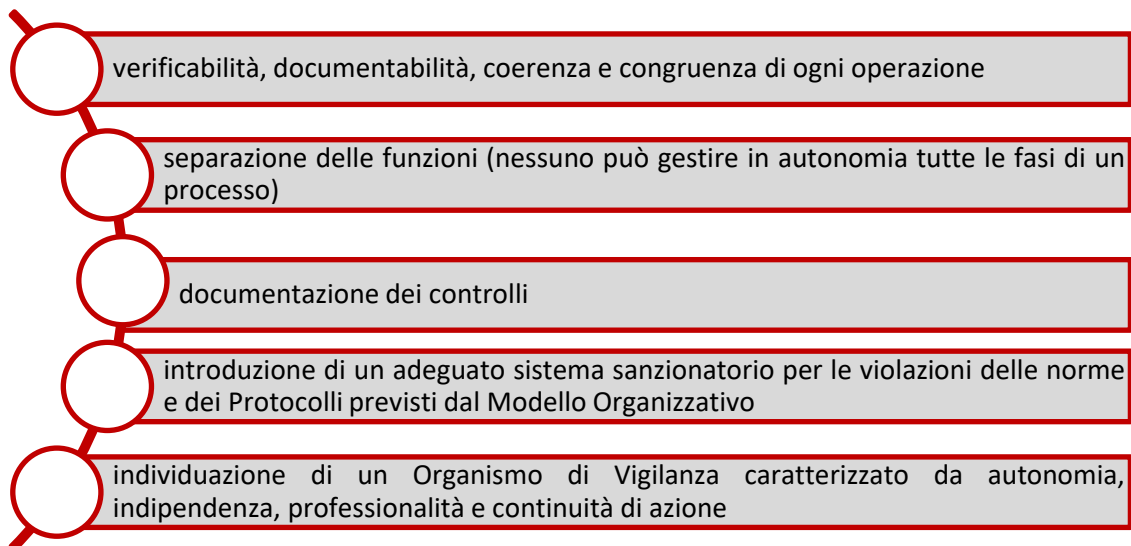 verificabilità, documentabilità, coerenza e congruenza di ogni operazione
separazione delle funzioni (nessuno può gestire in autonomia tutte le fasi di un
processo)
documentazione dei controlli
introduzione di un adeguato sistema sanzionatorio per le violazioni delle norme
e dei Protocolli previsti dal Modello Organizzativo
individuazione di un Organismo di Vigilanza caratterizzato da autonomia,
indipendenza, professionalità e continuità di azione